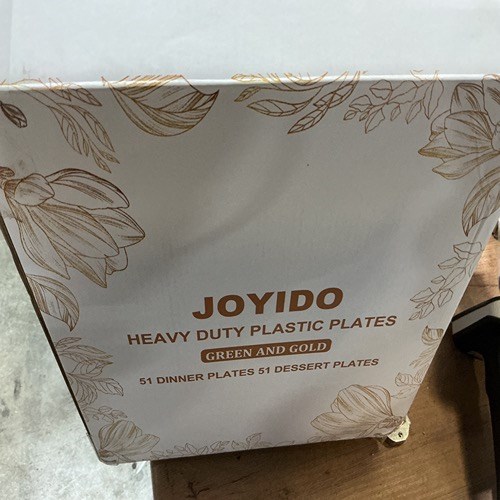 JOYIDO
HEAVY DUTY PLASTIC PLATES
GREEN AND GOLD
51 DINNER PLATES 51 DESSERT PLATES